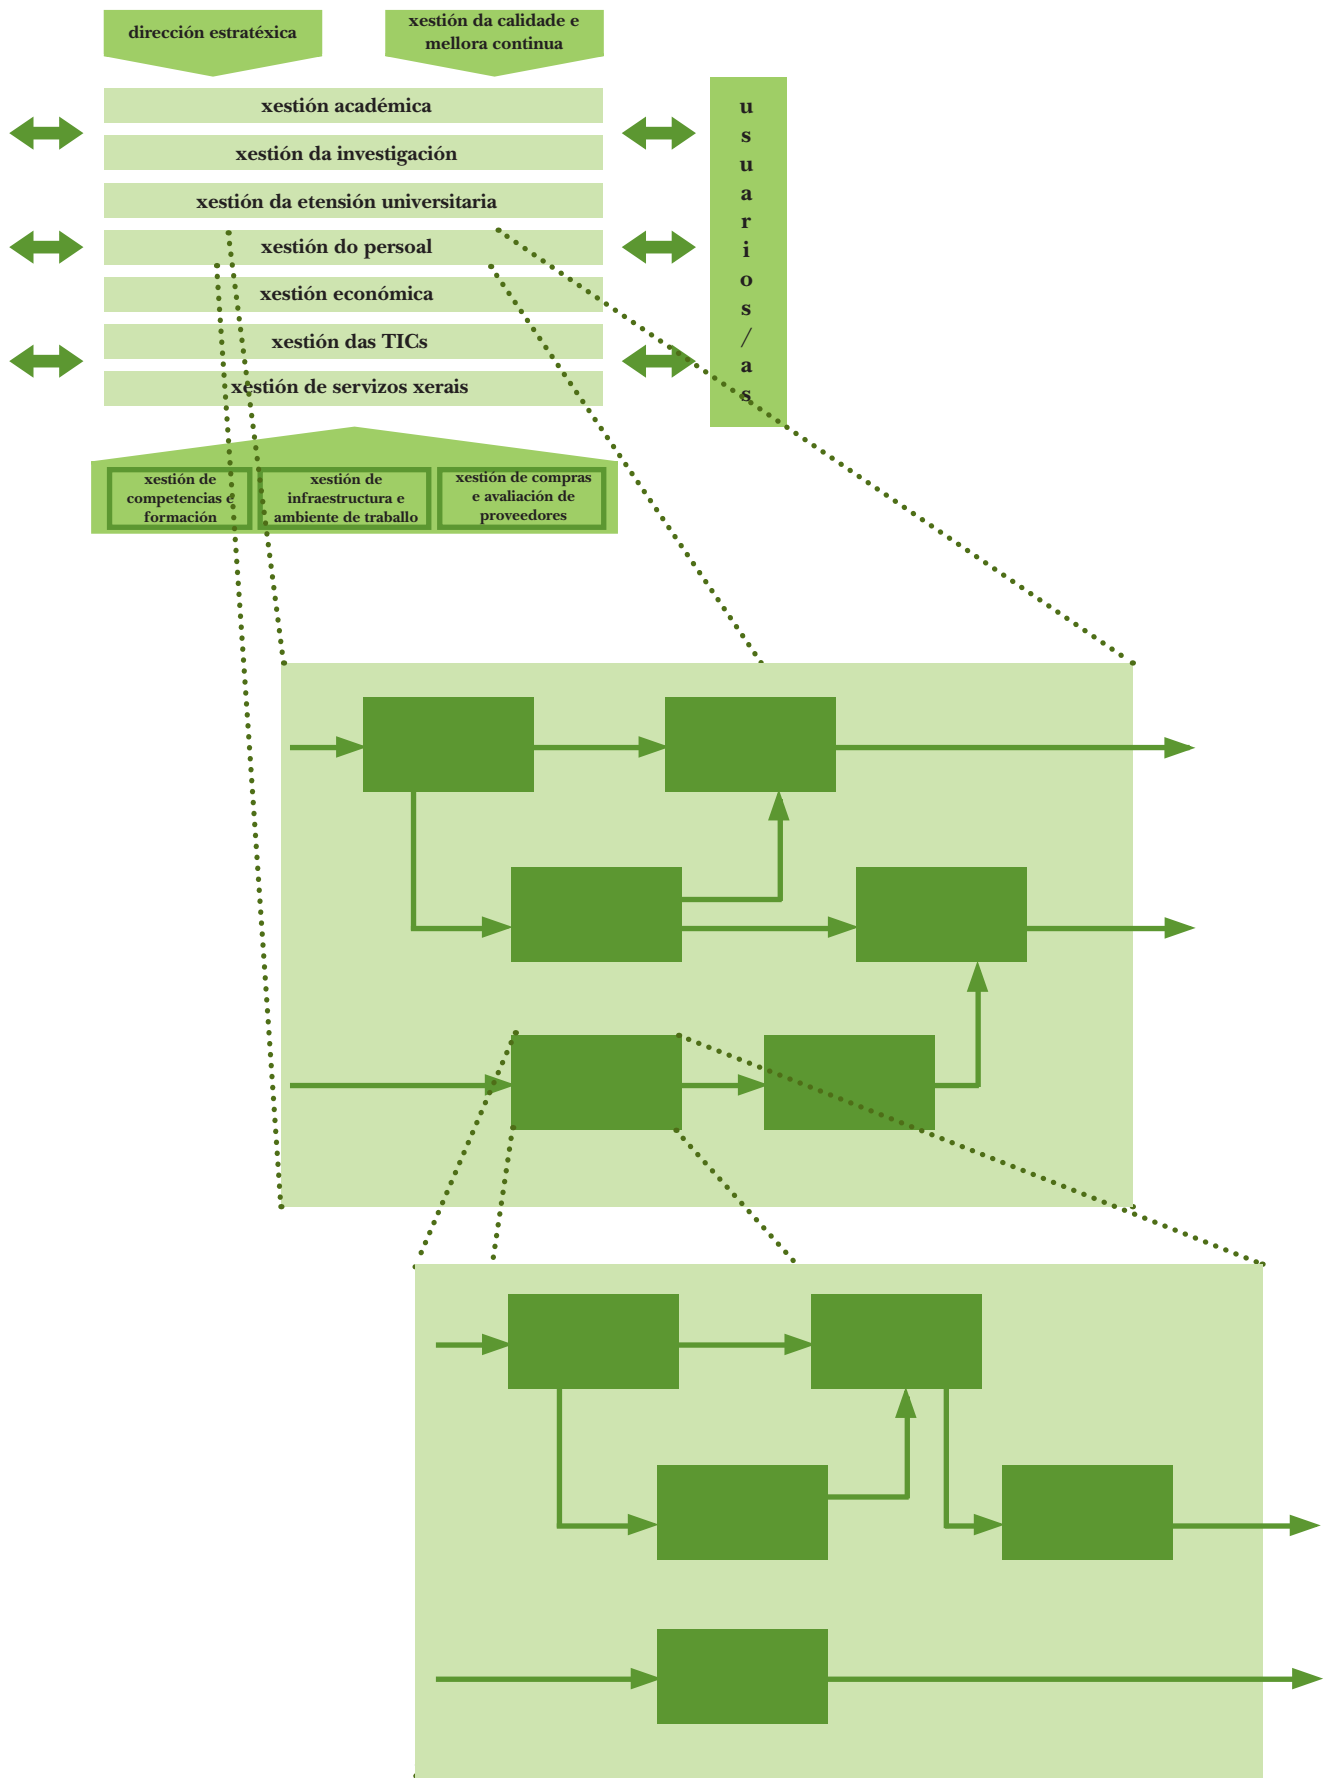 dirección estratéxica
xestión da calidade e
mellora continua
xestión académica
xestión da investigación
xestión da etensión universitaria
xestión do persoal
xestión económica
xestión das TICs
xestión de servizos xerais
usuarios/as
xestión de
competencias e
formación
xestión de
infraestructura e
ambiente de traballo
xestión de compras
e avaliación de
proveedores